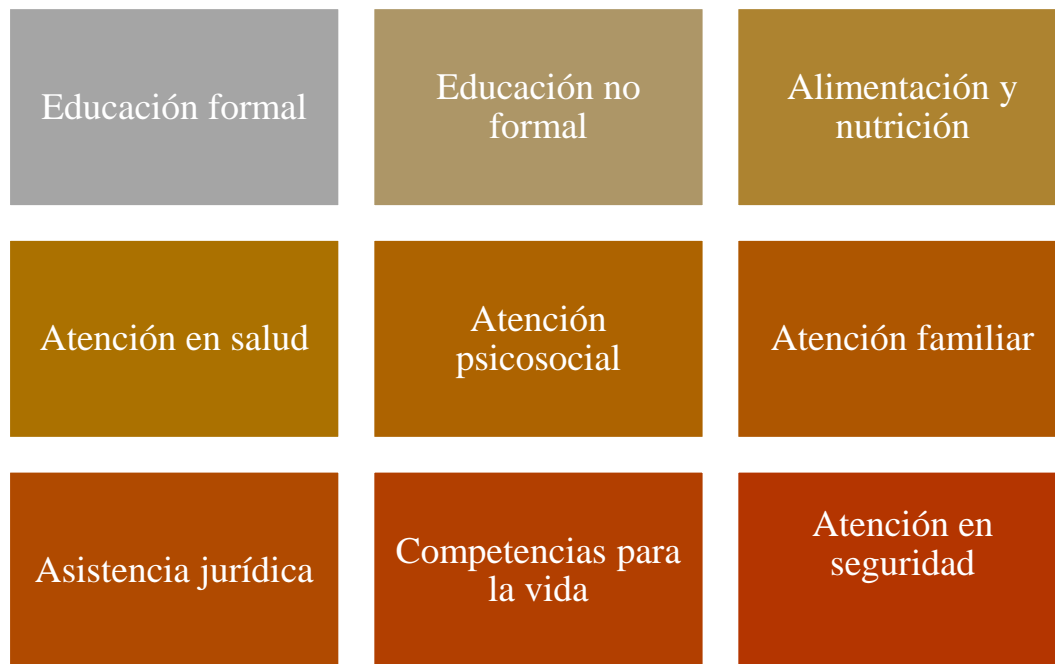 Educación formal
Educación no
formal
Alimentación y
nutrición
Atención en salud
Atención
psicosocial
Atención familiar
Asistencia jurídica
Competencias para
la vida
Atención en
seguridad